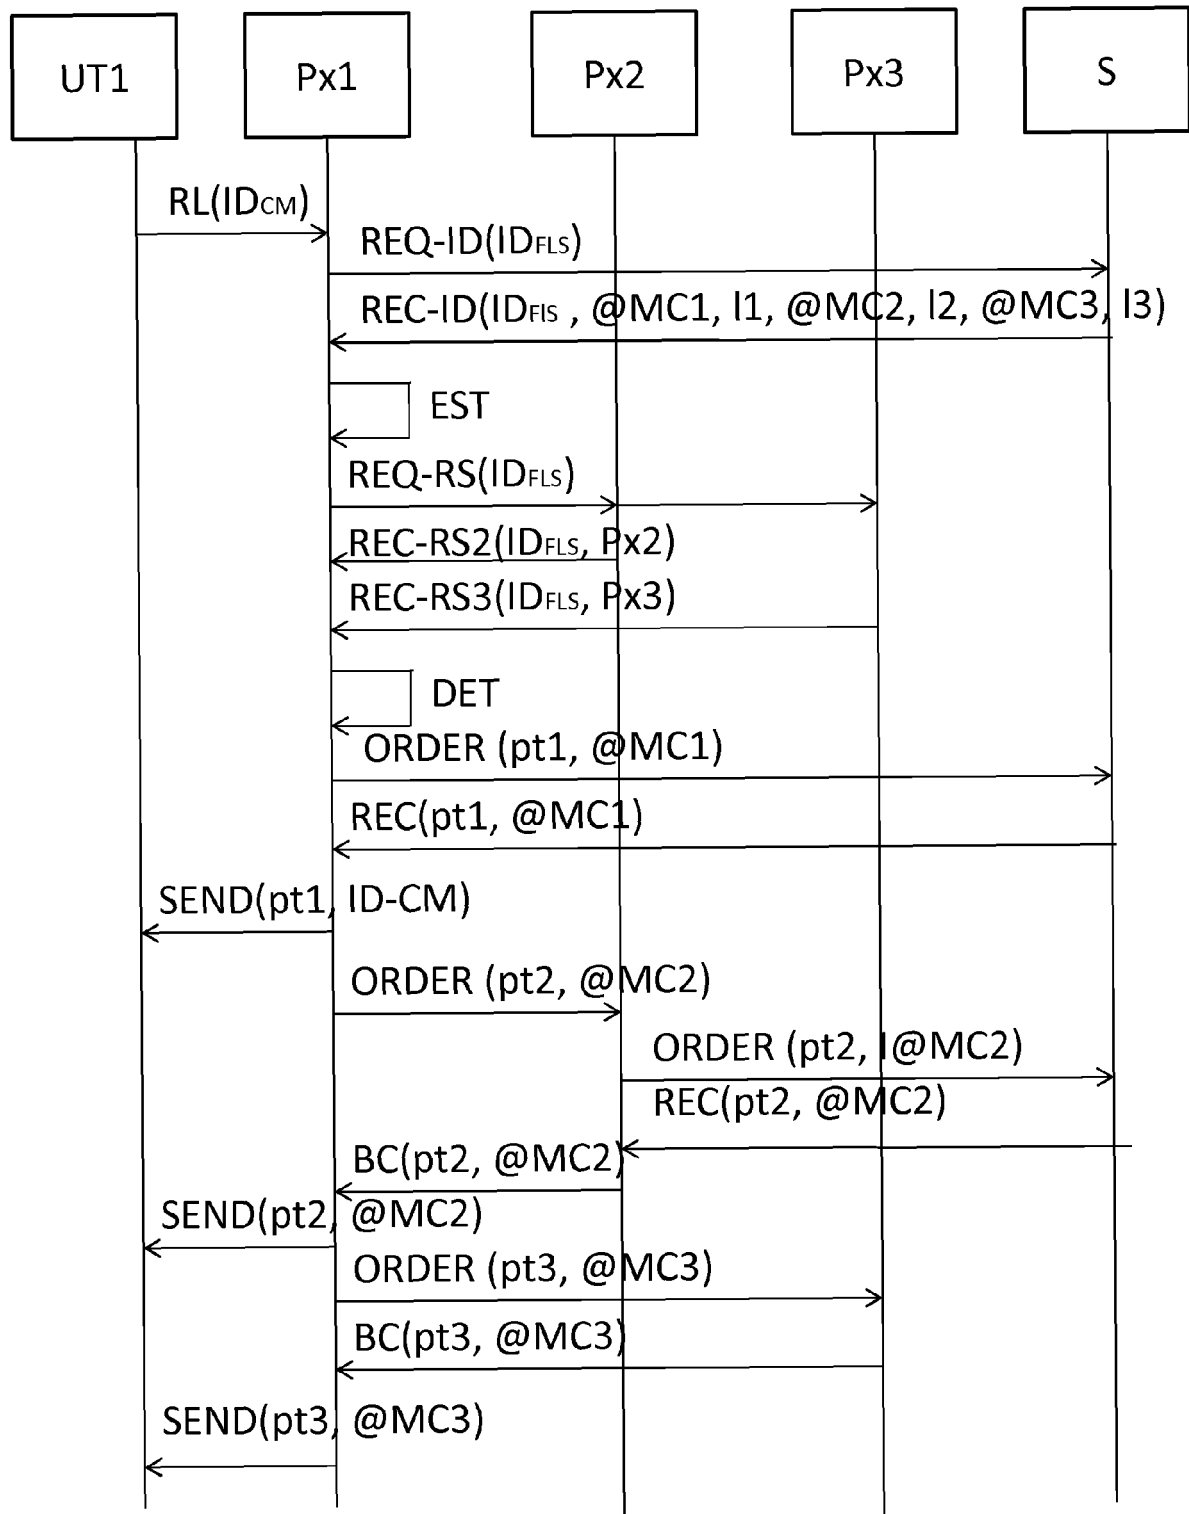 UT1 Px1 Px2 Px3 S
RL(IDCM)
REQ-ID(IDFLS)
REC-ID(IDFIS , @MC1, I1, @MC2, I2, @MC3, I3)
EST
REQ-RS(IDFLS)
REC-RS2(IDFLS, Px2)
REC-RS3(IDFLS, Px3)
DET
ORDER (pt1, @MC1)
REC(pt1, @MC1)
SEND(pt1, ID-CM)
ORDER (pt2, @MC2)
ORDER (pt2, I@MC2)
REC(pt2, @MC2)
BC(pt2, @MC2)
SEND(pt2, @MC2)
ORDER (pt3, @MC3)
BC(pt3, @MC3)
SEND(pt3, @MC3)